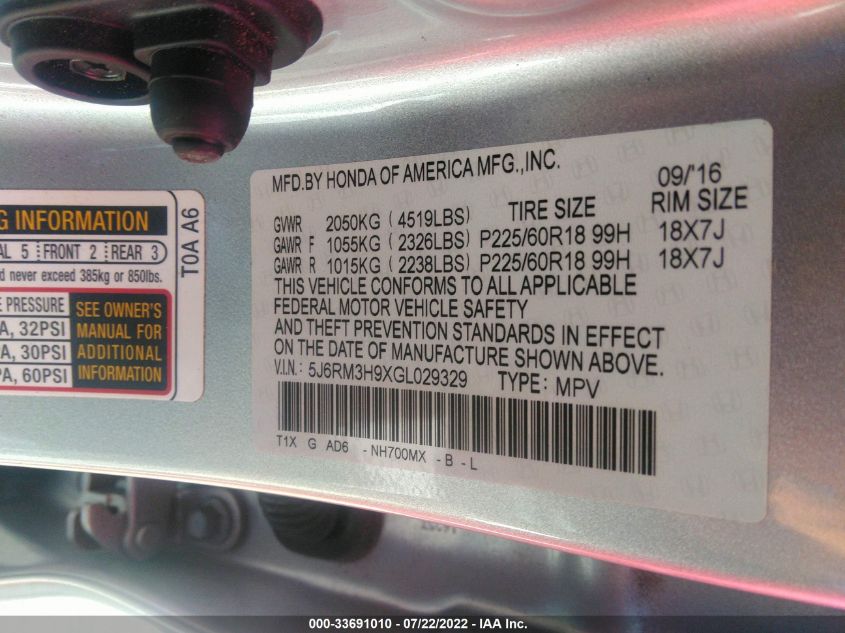 MFD.BY HONDA OF AMERICA MFG.,INC. 09/'16
TIRE SIZE RIM SIZE
GVWR 2050KG ( 4519LBS)
GAWR F 1055KG ( 2326LBS) P225/60R18 99H 18X7J
GAWR R 1015KG ( 2238LBS) P225/60R18 99H 18X7J
THIS VEHICLE CONFORMS TO ALL APPLICABLE
FEDERAL MOTOR VEHICLE SAFETY
AND THEFT PREVENTION STANDARDS IN EFFECT
ON THE DATE OF MANUFACTURE SHOWN ABOVE.
V.I.N.: 5J6RM3H9XGL029329 TYPE: MPV
T1X G AD6 -NH700MX -B -L
G INFORMATION
AL 5 FRONT 2 REAR 3
d never exceed 385kg or 850lbs.
E PRESSURE
A, 32PSI
A, 30PSI
PA, 60PSI
SEE OWNER'S
MANUAL FOR
ADDITIONAL
INFORMATION
T0A A6
000-33691010 / 07/22/2022 - IAA Inc.